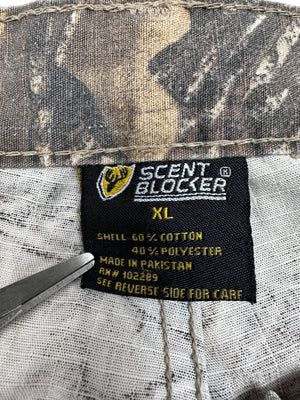 SCENT
BLOCKER ®
XL
SHELL 60% COTTON
40% POLYESTER
MADE IN PAKISTAN
RN# 102289
SEE REVERSE SIDE FOR CARE